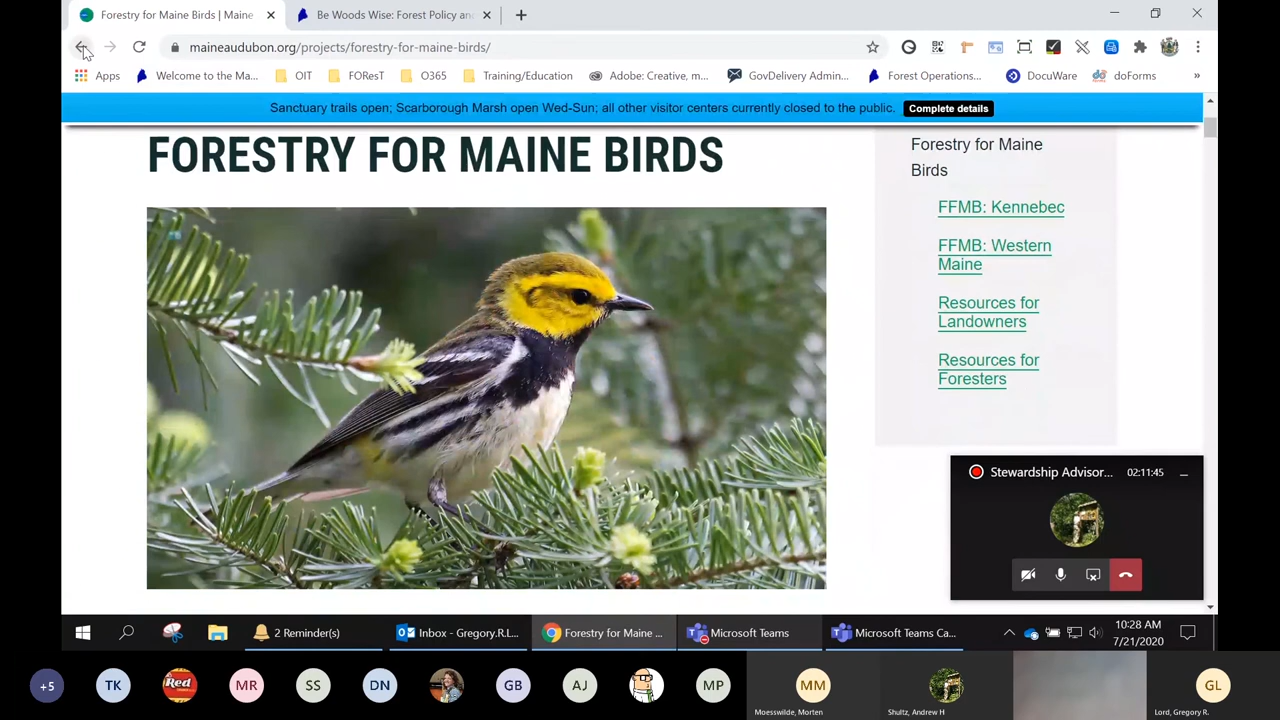 Forestry for Maine Birds | Maine
Be Woods Wise: Forest Policy an
maineaudubon.org/projects/forestry-for-maine-birds/
Apps
Welcome to the Ma...
OIT
FOResT
O365
Training/Education
Adobe: Creative, m...
GovDelivery Admin...
Forest Operations...
DocuWare
doForms
»
Sanctuary trails open; Scarborough Marsh open Wed-Sun; all other visitor centers currently closed to the public.
Complete details
FORESTRY FOR MAINE BIRDS
Forestry for Maine
Birds
FFMB: Kennebec
FFMB: Western
Maine
Resources for
Landowners
Resources for
Foresters
Stewardship Advisor...
02:11:45
2 Reminder(s)
Inbox - Gregory.R.L...
Forestry for Maine ...
Microsoft Teams
Microsoft Teams Ca...
10:28 AM
7/21/2020
+5
TK
Red
MR
SS
DN
GB
AJ
MP
MM
Moesswilde, Morten
Shultz, Andrew H
GL
Lord, Gregory R.